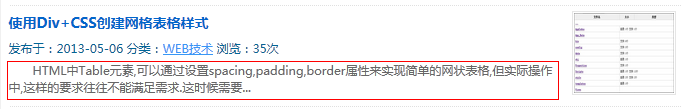 使用Div+CSS创建网格表格样式
发布于：2013-05-06 分类：WEB技术 浏览：35次
HTML中Table元素,可以通过设置spacing,padding,border属性来实现简单的网状表格,但实际操作
中,这样的要求往往不能满足需求.这时候需要...